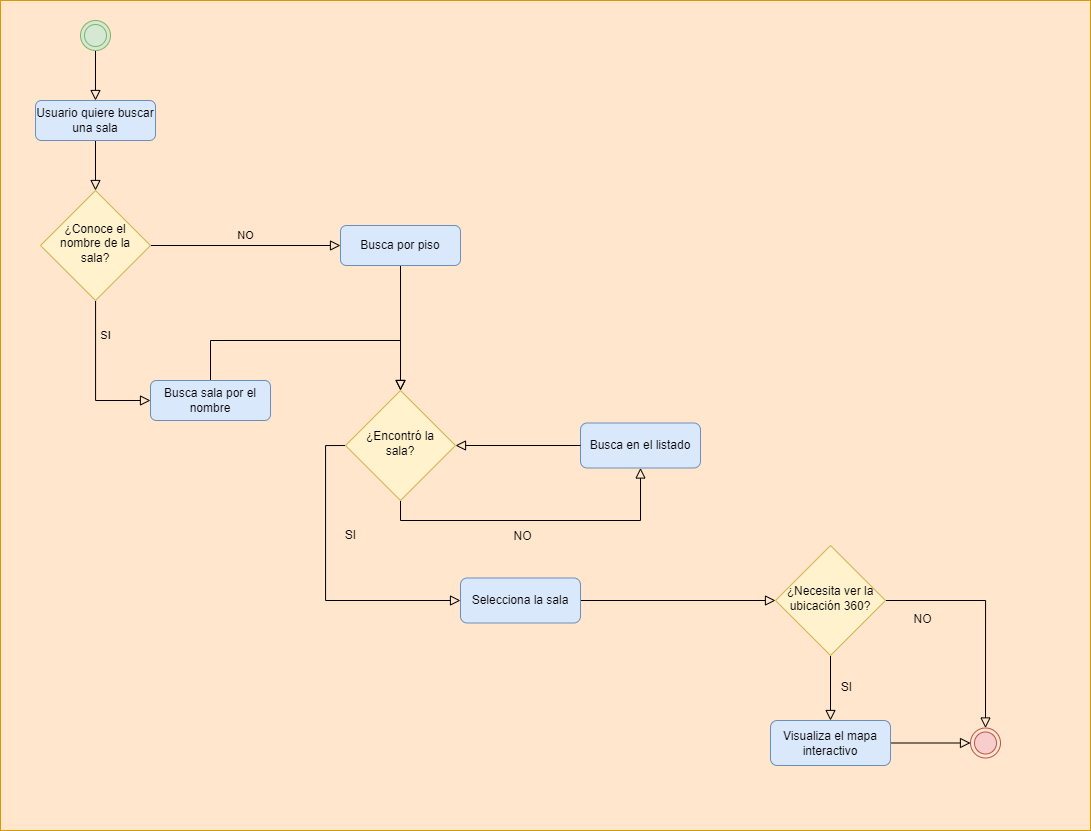 Usuario quiere buscar
una sala
¿Conoce el
nombre de la
sala?
NO
Busca por piso
SI
Busca sala por el
nombre
¿Encontró la
sala?
Busca en el listado
SI
NO
Selecciona la sala
¿Necesita ver la
ubicación 360?
NO
SI
Visualiza el mapa
interactivo